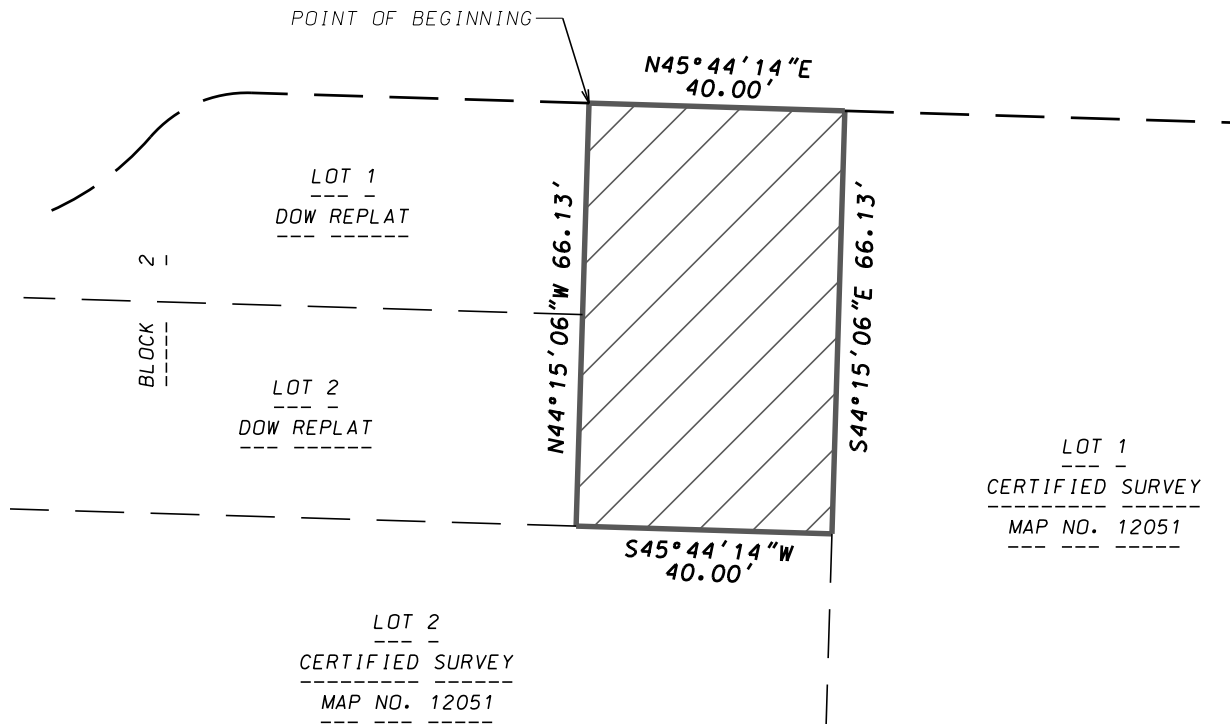 POINT OF BEGINNING
N45°44'14"E
40.00'
LOT 1
DOW REPLAT
BLOCK 2
N44°15'06"W 66.13'
S44°15'06"E 66.13'
LOT 2
DOW REPLAT
LOT 1
CERTIFIED SURVEY
MAP NO. 12051
S45°44'14"W
40.00'
LOT 2
CERTIFIED SURVEY
MAP NO. 12051